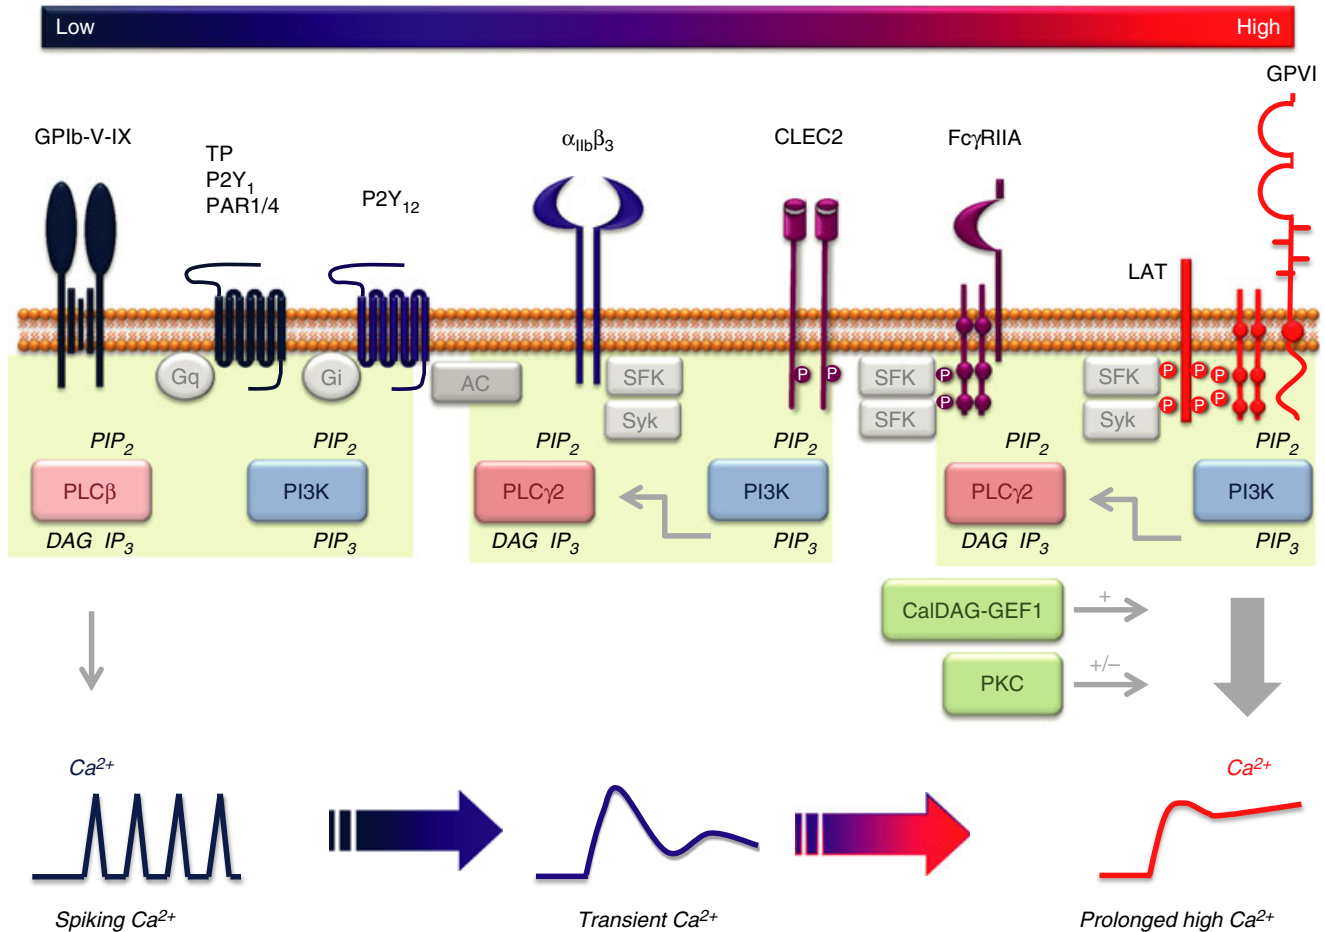 Low
High
GPVI
GPIb-V-IX
TP
P2Y1
PAR1/4
P2Y12
αIIbβ3
CLEC2
FcγRIIA
LAT
Gq
Gi
AC
SFK
Syk
P
P
SFK
SFK
P
P
SFK
Syk
P
P
P
P
P
P
PIP2
PIP2
PIP2
PIP2
PIP2
PIP2
PLCβ
PI3K
PLCγ2
PI3K
PLCγ2
PI3K
DAG IP3
PIP3
DAG IP3
PIP3
DAG IP3
PIP3
CalDAG-GEF1
+
PKC
+/–
Ca2+
Ca2+
Spiking Ca2+
Transient Ca2+
Prolonged high Ca2+